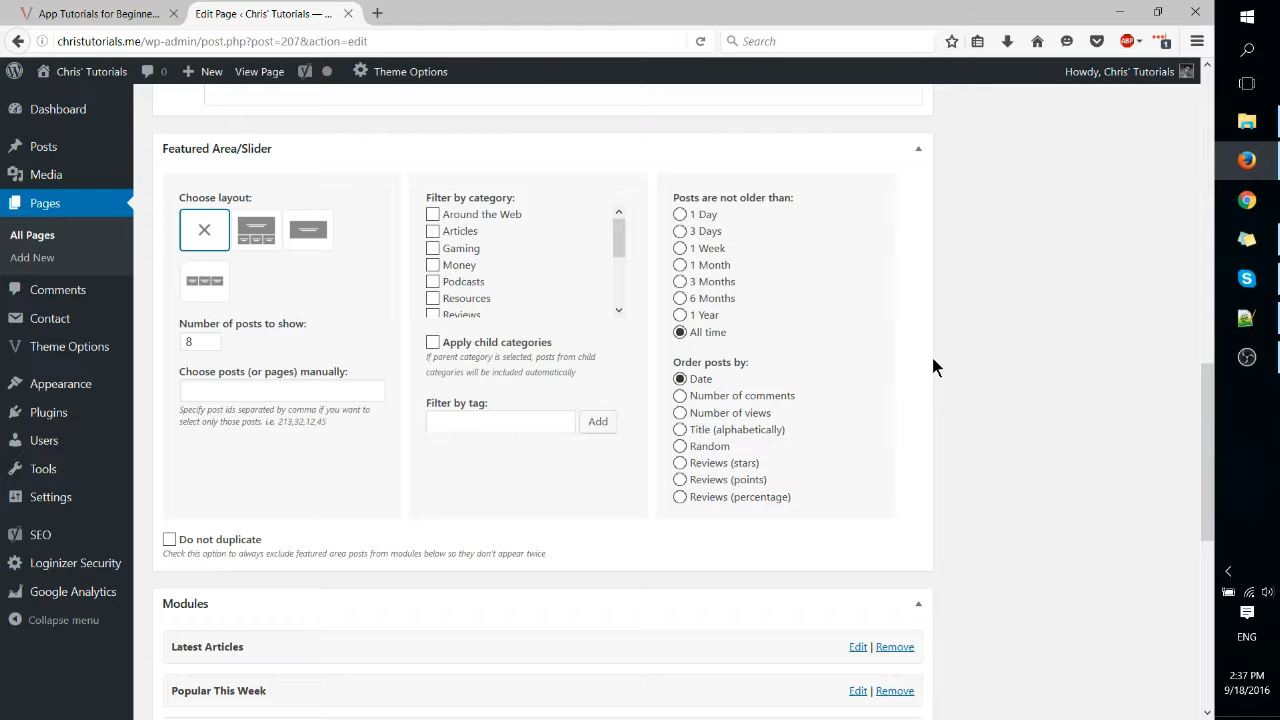 App Tutorials for Beginne...
Edit Page ‹ Chris' Tutorials — ...
christutorials.me/wp-admin/post.php?post=207&action=edit
Search
ABP
1
Chris' Tutorials
0
New
View Page
Theme Options
Howdy, Chris' Tutorials
Dashboard
Posts
Media
Pages
All Pages
Add New
Comments
Contact
Theme Options
Appearance
Plugins
Users
Tools
Settings
SEO
Loginizer Security
Google Analytics
Collapse menu
Featured Area/Slider
Choose layout:
Number of posts to show:
8
Choose posts (or pages) manually:
Specify post ids separated by comma if you want to
select only those posts. i.e. 213,32,12,45
Filter by category:
Around the Web
Articles
Gaming
Money
Podcasts
Resources
Reviews
Apply child categories
If parent category is selected, posts from child
categories will be included automatically
Filter by tag:
Add
Posts are not older than:
1 Day
3 Days
1 Week
1 Month
3 Months
6 Months
1 Year
All time
Order posts by:
Date
Number of comments
Number of views
Title (alphabetically)
Random
Reviews (stars)
Reviews (points)
Reviews (percentage)
Do not duplicate
Check this option to always exclude featured area posts from modules below so they don't appear twice
Modules
Latest Articles
Edit | Remove
Popular This Week
Edit | Remove
ENG
2:37 PM
9/18/2016